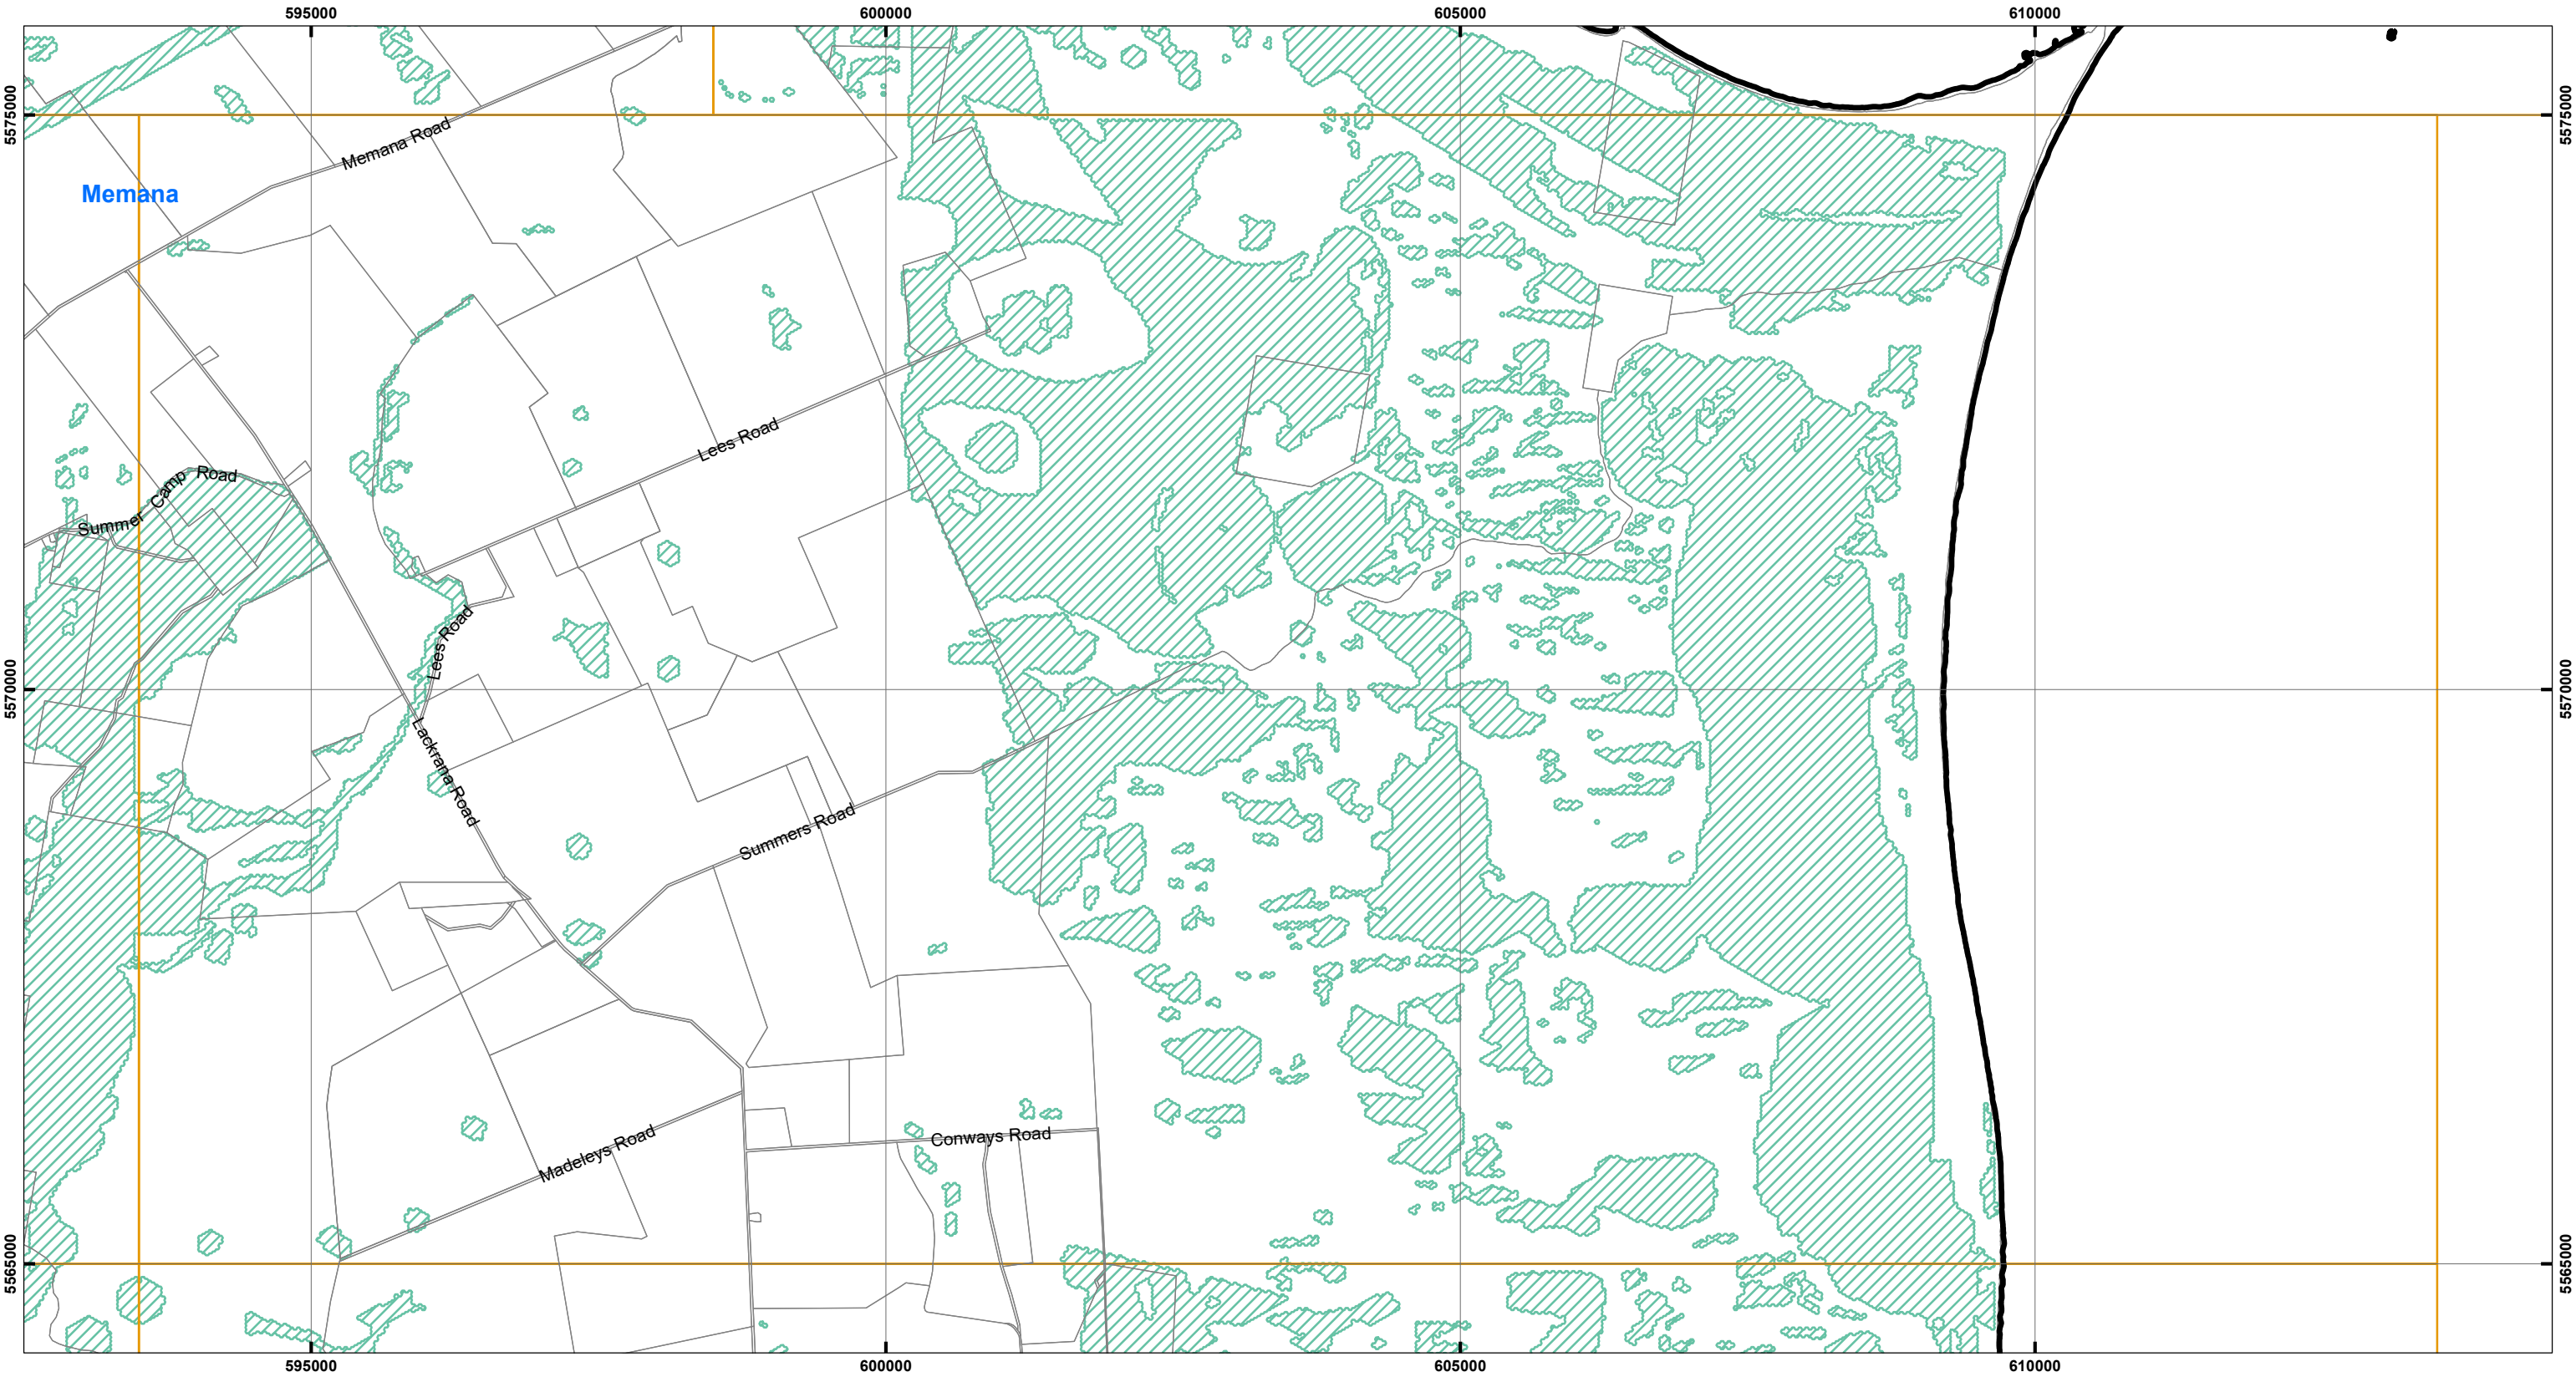 595000
600000
605000
610000
5575000
5575000
Memana Road
Memana
Lees Road
Summer Camp Road
Lees Road
5570000
5570000
Lackrana Road
Summers Road
Conways Road
Madeleys Road
5565000
5565000
595000
600000
605000
610000